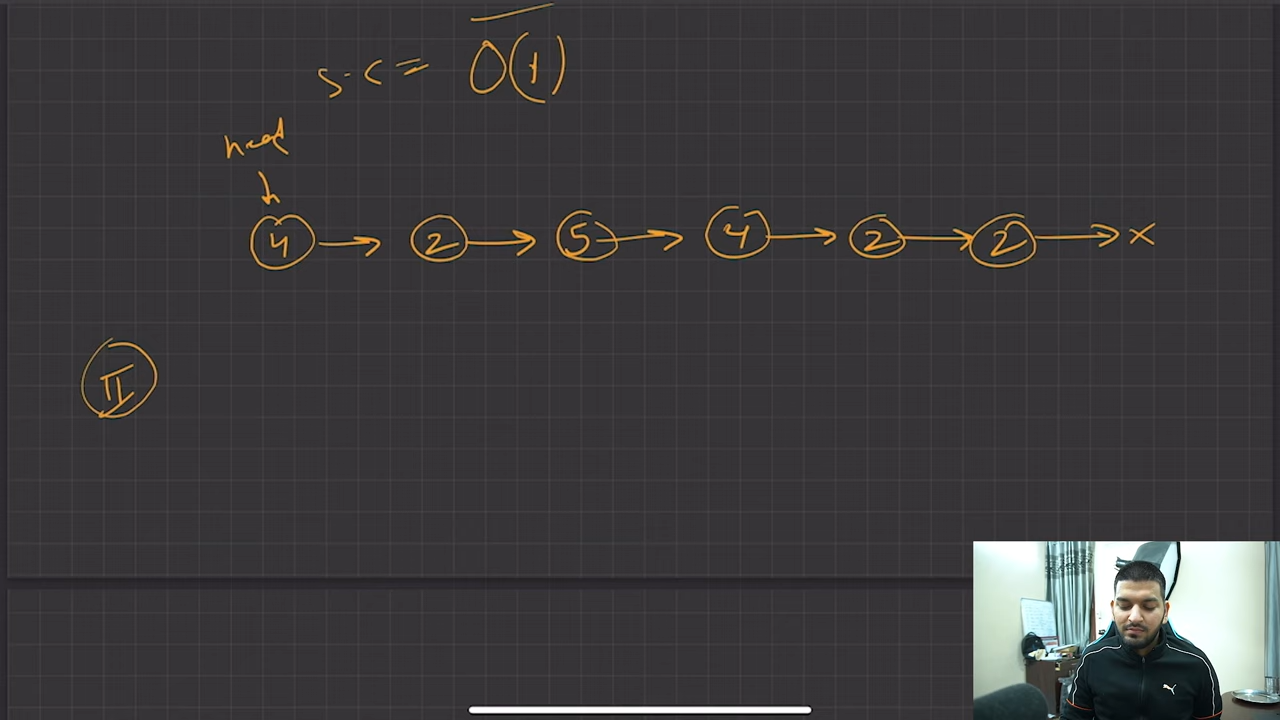 S.C = O(1)
head
4 → 2 → 5 → 4 → 2 → 2 → X
II